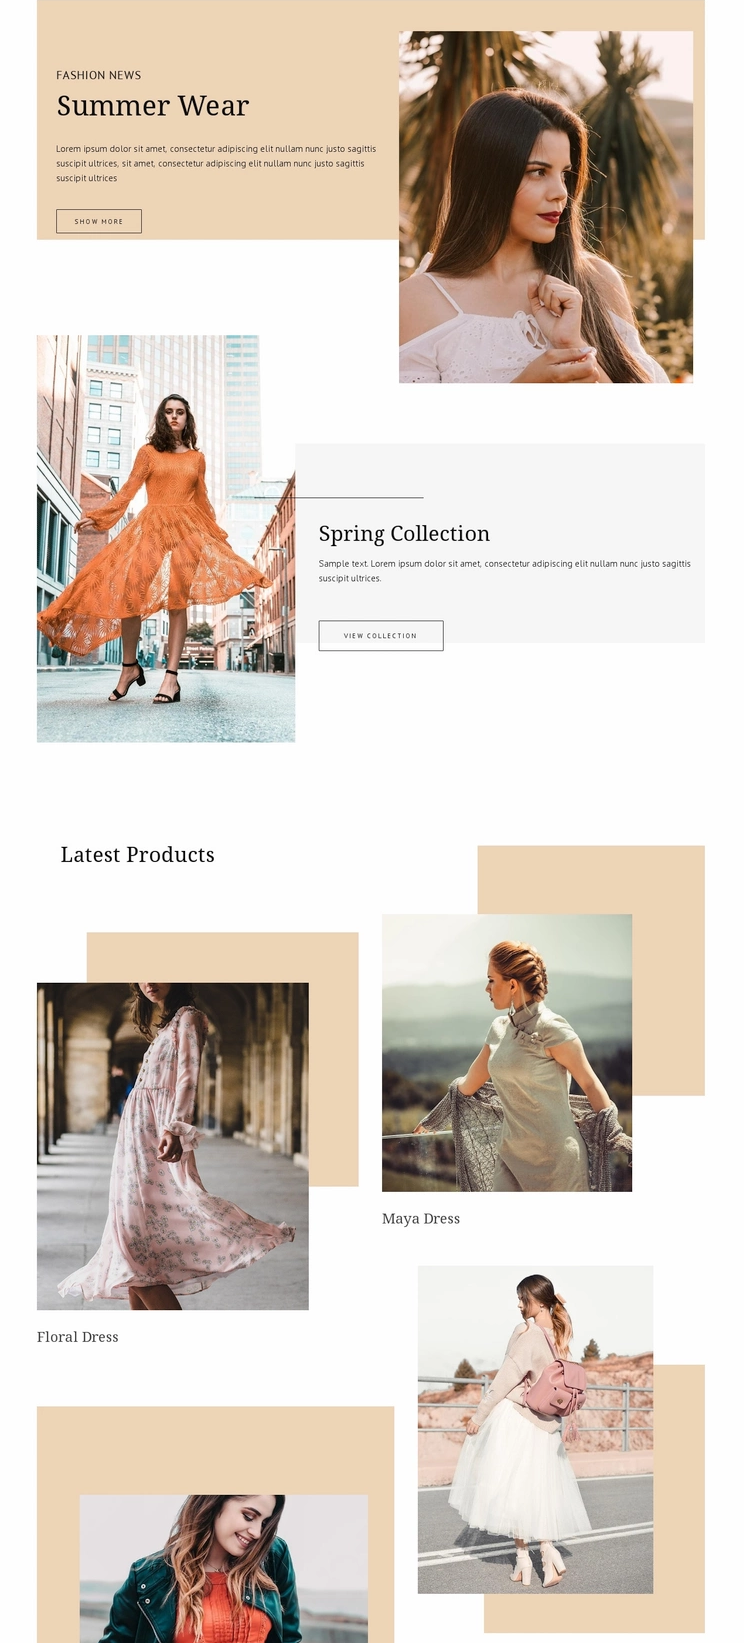 FASHION NEWS
Summer Wear
Lorem ipsum dolor sit amet, consectetur adipiscing elit nullam nunc justo sagittis
suscipit ultrices, sit amet, consectetur adipiscing elit nullam nunc justo sagittis
suscipit ultrices
SHOW MORE
Spring Collection
Sample text. Lorem ipsum dolor sit amet, consectetur adipiscing elit nullam nunc justo sagittis
suscipit ultrices.
VIEW COLLECTION
Latest Products
Maya Dress
Floral Dress